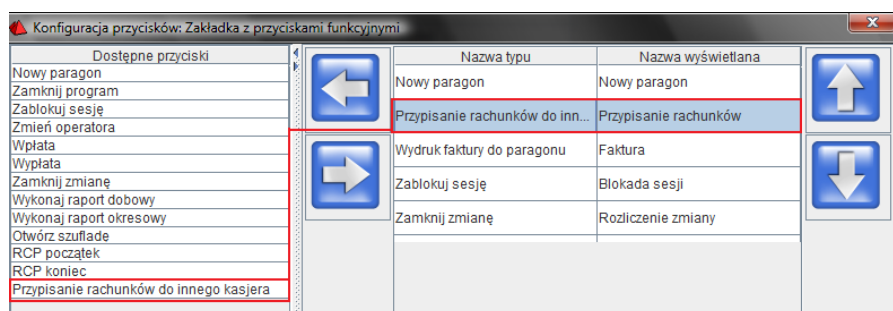 Konfiguracja przycisków: Zakładka z przyciskami funkcyjnymi
Dostępne przyciski
Nowy paragon
Zamknij program
Zablokuj sesję
Zmień operatora
Wpłata
Wypłata
Zamknij zmianę
Wykonaj raport dobowy
Wykonaj raport okresowy
Otwórz szufladę
RCP początek
RCP koniec
Przypisanie rachunków do innego kasjera
Nazwa typu Nazwa wyświetlana
Nowy paragon Nowy paragon
Przypisanie rachunków do inn... Przypisanie rachunków
Wydruk faktury do paragonu Faktura
Zablokuj sesję Blokada sesji
Zamknij zmianę Rozliczenie zmiany